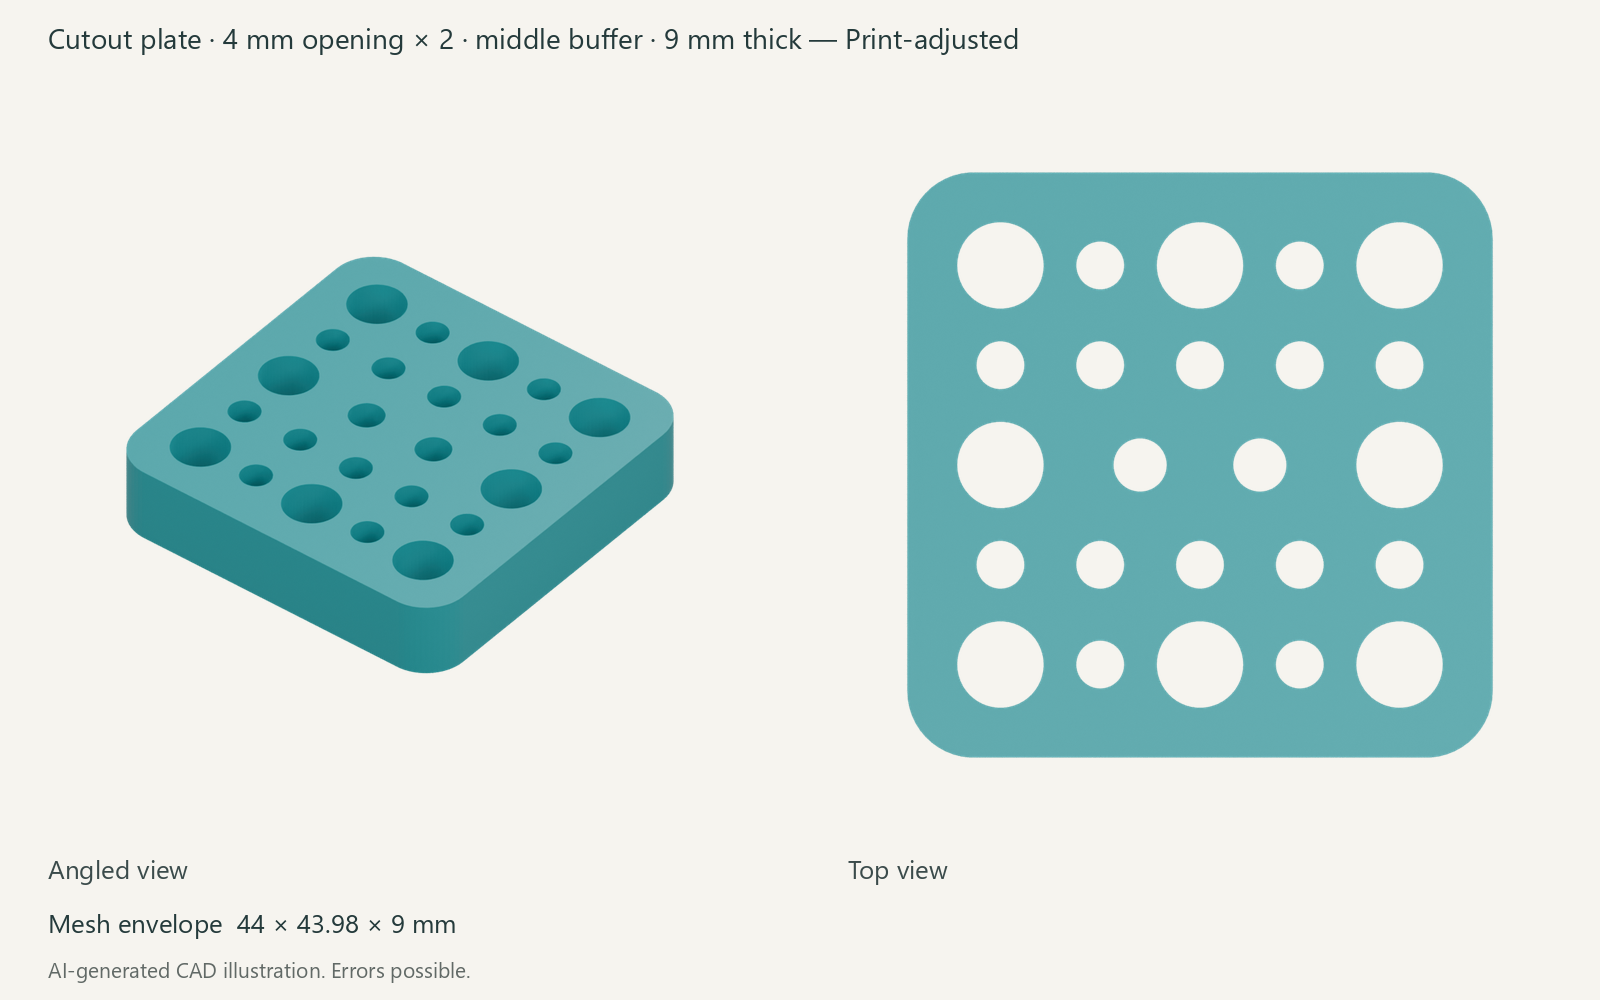 Cutout plate · 4 mm opening × 2 · middle buffer · 9 mm thick — Print-adjusted
Angled view
Top view
Mesh envelope 44 × 43.98 × 9 mm
AI-generated CAD illustration. Errors possible.